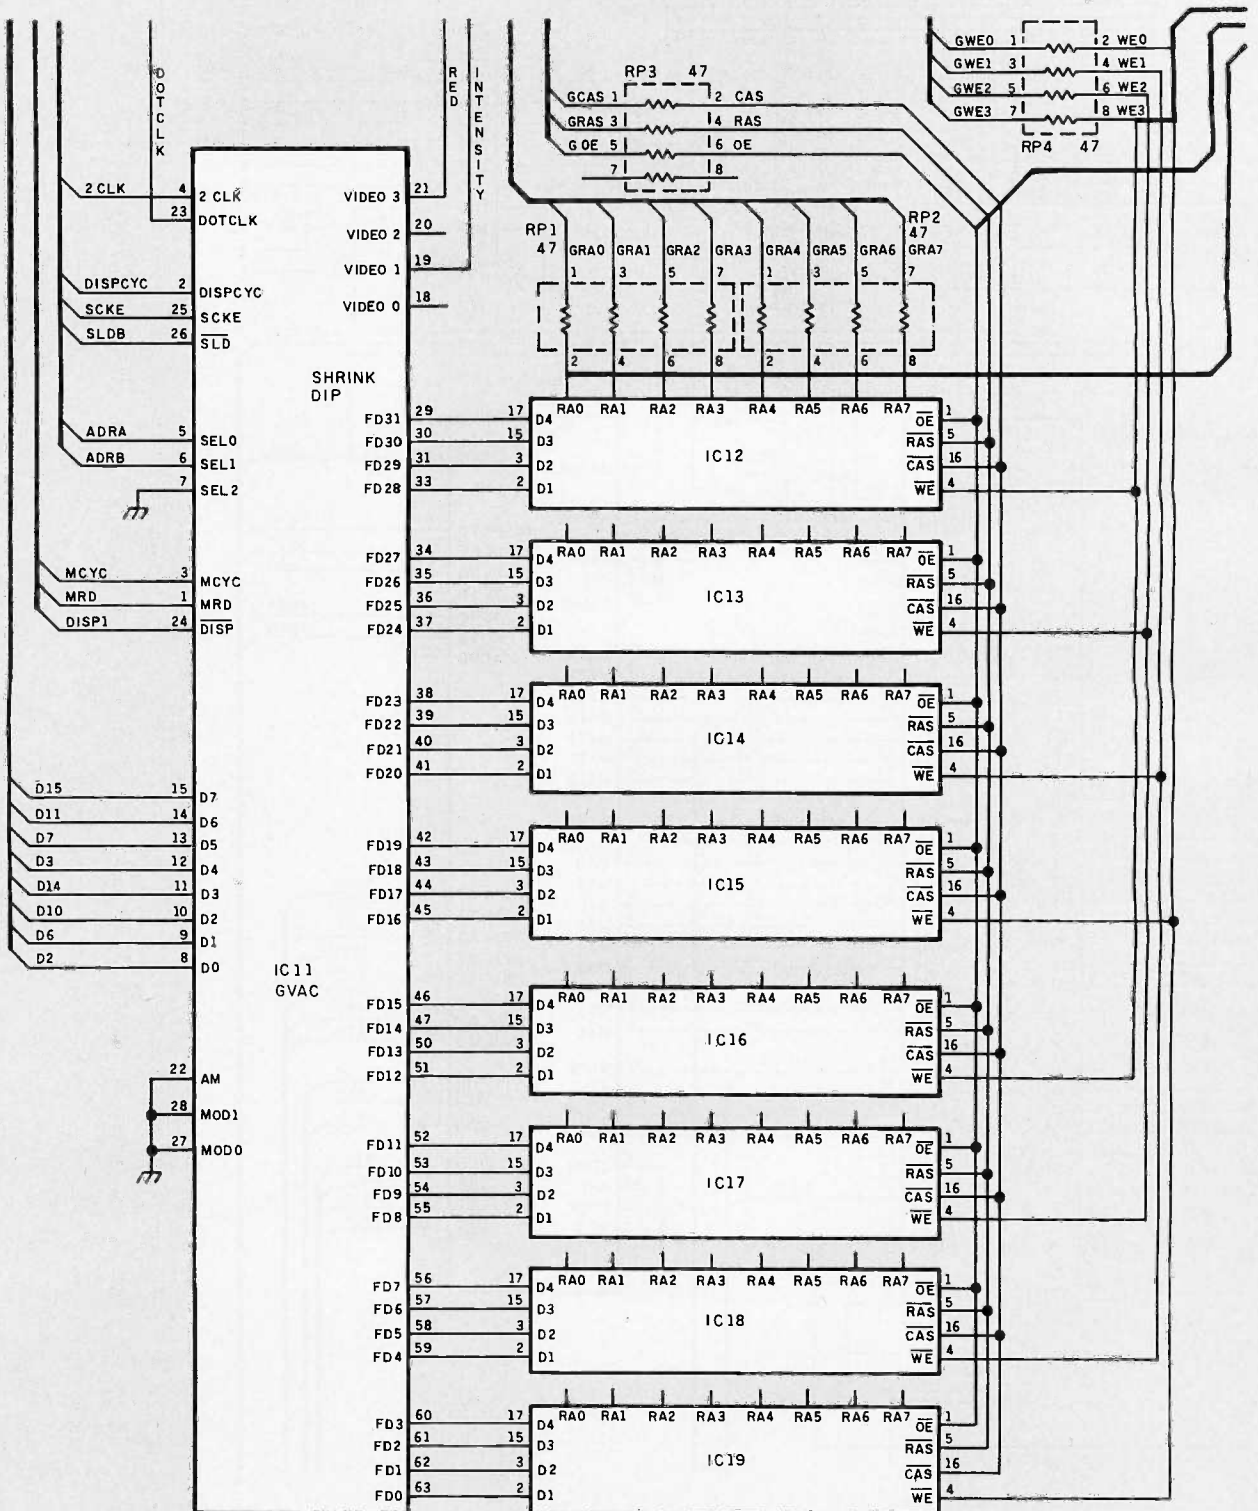 DOTCLK
RED
INTENSITY
RP3 47
GCAS 1 2 CAS
GRAS 3 4 RAS
GOE 5 6 OE
7 8
GWE0 1 2 WE0
GWE1 3 4 WE1
GWE2 5 6 WE2
GWE3 7 8 WE3
RP4 47
2CLK 4 2 CLK
23 DOTCLK
DISPCYC 2 DISPCYC
SCKE 25 SCKE
SLDB 26 SLD
ADRA 5 SEL0
ADRB 6 SEL1
7 SEL2
MCYC 3 MCYC
MRD 1 MRD
DISP1 24 DISP
D15 15 D7
D11 14 D6
D7 13 D5
D3 12 D4
D14 11 D3
D10 10 D2
D6 9 D1
D2 8 D0
22 AM
28 MOD1
27 MOD0
IC11
GVAC
SHRINK
DIP
VIDEO 3 21
VIDEO 2 20
VIDEO 1 19
VIDEO 0 18
RP1
47
RP2
47
GRA0 GRA1 GRA2 GRA3 GRA4 GRA5 GRA6 GRA7
1 3 5 7 1 3 5 7
2 4 6 8 2 4 6 8
RA0 RA1 RA2 RA3 RA4 RA5 RA6 RA7
FD31 29 17 D4 OE 1
FD30 30 15 D3 RAS 5
IC12
FD29 31 3 D2 CAS 16
FD28 33 2 D1 WE 4
RA0 RA1 RA2 RA3 RA4 RA5 RA6 RA7
FD27 34 17 D4 OE 1
FD26 35 15 D3 RAS 5
IC13
FD25 36 3 D2 CAS 16
FD24 37 2 D1 WE 4
RA0 RA1 RA2 RA3 RA4 RA5 RA6 RA7
FD23 38 17 D4 OE 1
FD22 39 15 D3 RAS 5
IC14
FD21 40 3 D2 CAS 16
FD20 41 2 D1 WE 4
RA0 RA1 RA2 RA3 RA4 RA5 RA6 RA7
FD19 42 17 D4 OE 1
FD18 43 15 D3 RAS 5
IC15
FD17 44 3 D2 CAS 16
FD16 45 2 D1 WE 4
RA0 RA1 RA2 RA3 RA4 RA5 RA6 RA7
FD15 46 17 D4 OE 1
FD14 47 15 D3 RAS 5
IC16
FD13 50 3 D2 CAS 16
FD12 51 2 D1 WE 4
RA0 RA1 RA2 RA3 RA4 RA5 RA6 RA7
FD11 52 17 D4 OE 1
FD10 53 15 D3 RAS 5
IC17
FD9 54 3 D2 CAS 16
FD8 55 2 D1 WE 4
RA0 RA1 RA2 RA3 RA4 RA5 RA6 RA7
FD7 56 17 D4 OE 1
FD6 57 15 D3 RAS 5
IC18
FD5 58 3 D2 CAS 16
FD4 59 2 D1 WE 4
RA0 RA1 RA2 RA3 RA4 RA5 RA6 RA7
FD3 60 17 D4 OE 1
FD2 61 15 D3 RAS 5
IC19
FD1 62 3 D2 CAS 16
FD0 63 2 D1 WE 4